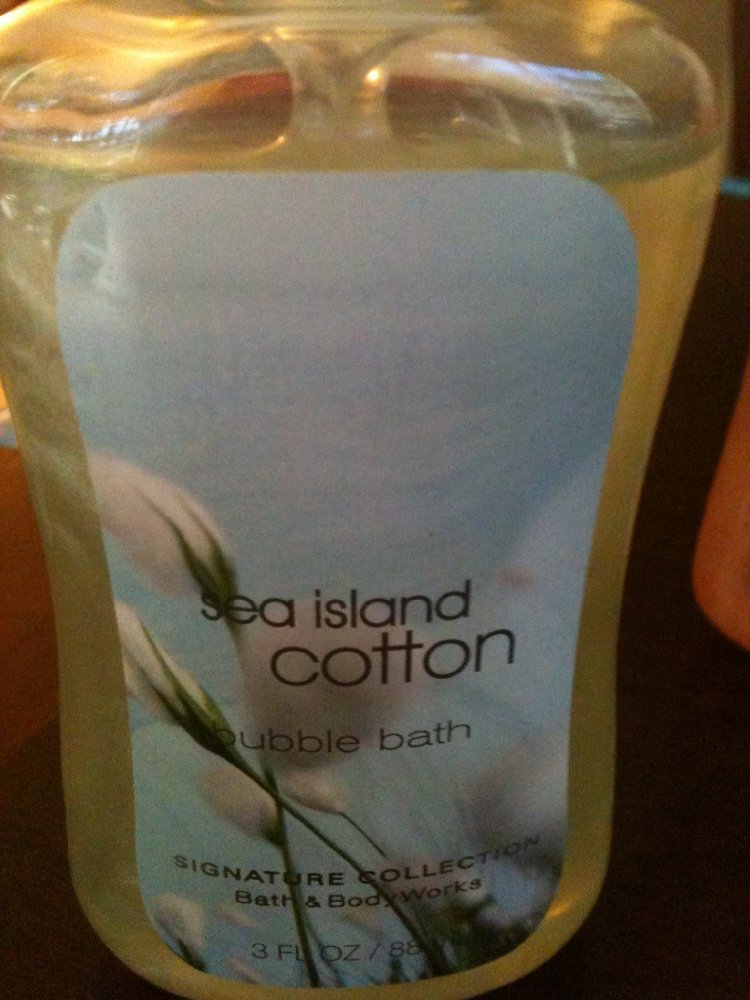 sea island
cotton
bubble bath
SIGNATURE COLLECTION
Bath & Body Works
3 FL OZ / 88